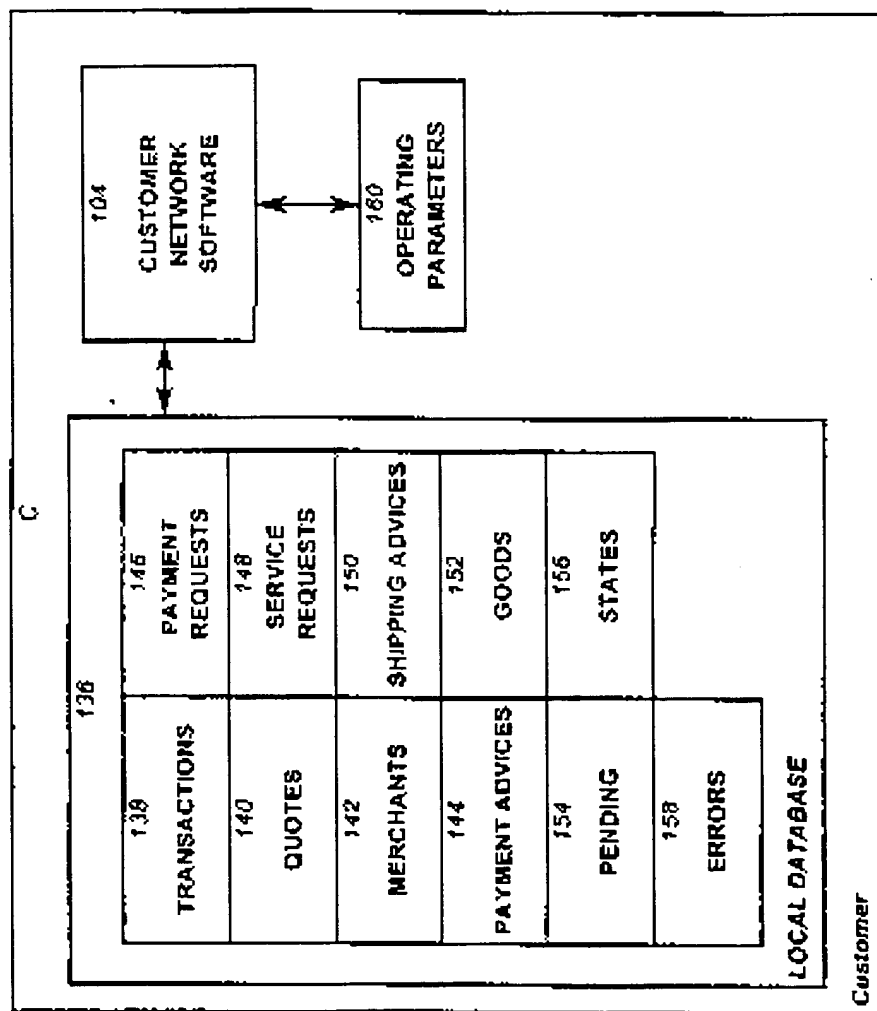 C
136
138
TRANSACTIONS
146
PAYMENT
REQUESTS
140
QUOTES
148
SERVICE
REQUESTS
142
MERCHANTS
150
SHIPPING ADVICES
144
PAYMENT ADVICES
152
GOODS
154
PENDING
156
STATES
158
ERRORS
LOCAL DATABASE
104
CUSTOMER
NETWORK
SOFTWARE
160
OPERATING
PARAMETERS
Customer